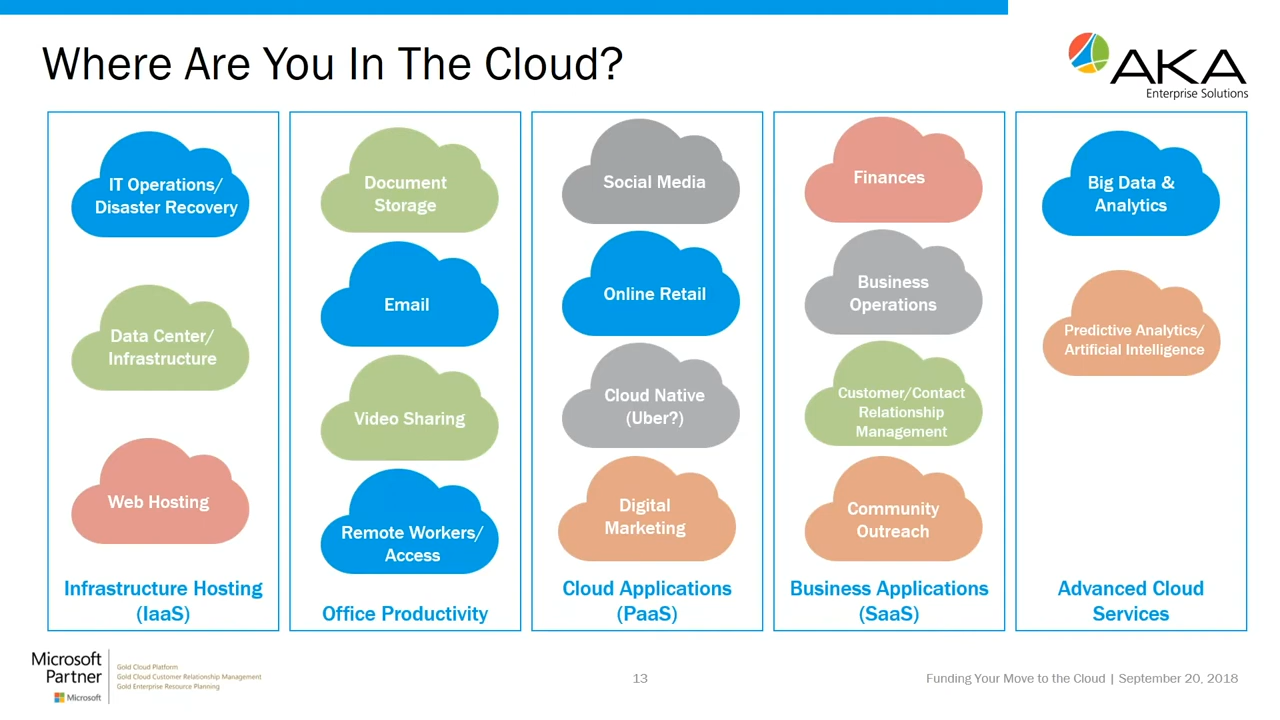 Where Are You In The Cloud?
AKA
Enterprise Solutions
IT Operations/
Disaster Recovery
Data Center/
Infrastructure
Web Hosting
Infrastructure Hosting
(IaaS)
Document
Storage
Email
Video Sharing
Remote Workers/
Access
Office Productivity
Social Media
Online Retail
Cloud Native
(Uber?)
Digital
Marketing
Cloud Applications
(PaaS)
Finances
Business
Operations
Customer/Contact
Relationship
Management
Community
Outreach
Business Applications
(SaaS)
Big Data &
Analytics
Predictive Analytics/
Artificial Intelligence
Advanced Cloud
Services
Microsoft
Partner
Microsoft
Gold Cloud Platform
Gold Cloud Customer Relationship Management
Gold Enterprise Resource Planning
13
Funding Your Move to the Cloud | September 20, 2018